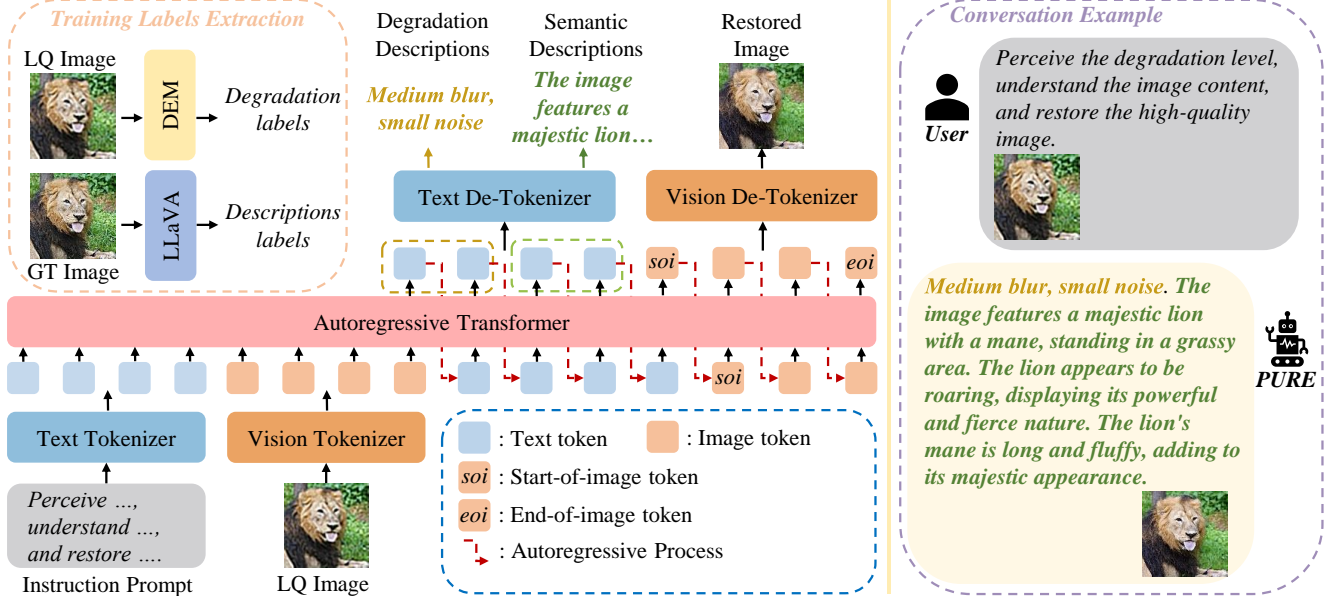 Training Labels Extraction
LQ Image
DEM
Degradation
labels
LLaVA
Descriptions
labels
GT Image
Degradation
Descriptions
Semantic
Descriptions
Restored
Image
Medium blur,
small noise
The image
features a
majestic lion…
Text De-Tokenizer
Vision De-Tokenizer
soi
eoi
Autoregressive Transformer
soi
Text Tokenizer
Vision Tokenizer
Perceive …,
understand …,
and restore ….
Instruction Prompt
LQ Image
: Text token
: Image token
soi : Start-of-image token
eoi : End-of-image token
: Autoregressive Process
Conversation Example
User
Perceive the degradation level,
understand the image content,
and restore the high-quality
image.
Medium blur, small noise. The
image features a majestic lion
with a mane, standing in a grassy
area. The lion appears to be
roaring, displaying its powerful
and fierce nature. The lion's
mane is long and fluffy, adding to
its majestic appearance.
PURE